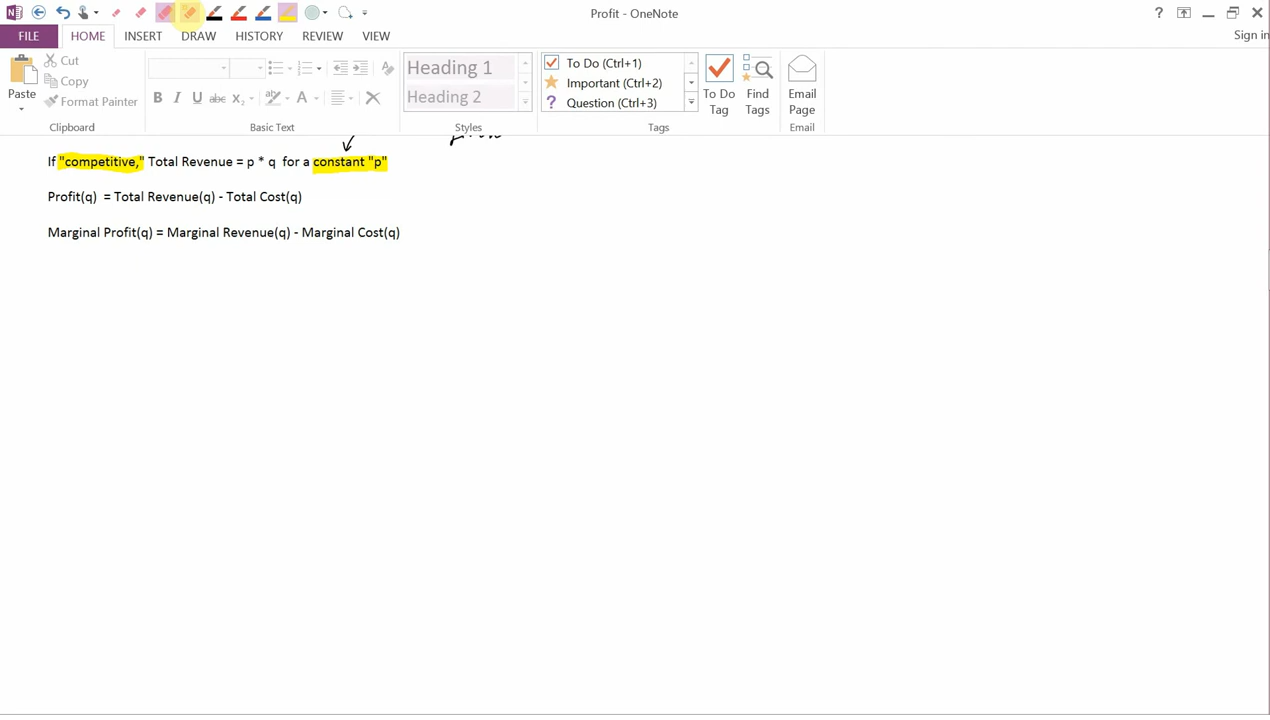 Profit - OneNote
?
Sign in
FILE HOME INSERT DRAW HISTORY REVIEW VIEW
Paste
Cut
Copy
Format Painter
Clipboard
B I U abc x₂ A
Basic Text
Heading 1
Heading 2
Styles
To Do (Ctrl+1)
Important (Ctrl+2)
? Question (Ctrl+3)
To Do
Tag
Find
Tags
Tags
Email
Page
Email
If "competitive," Total Revenue = p * q for a constant "p"
Profit(q) = Total Revenue(q) - Total Cost(q)
Marginal Profit(q) = Marginal Revenue(q) - Marginal Cost(q)